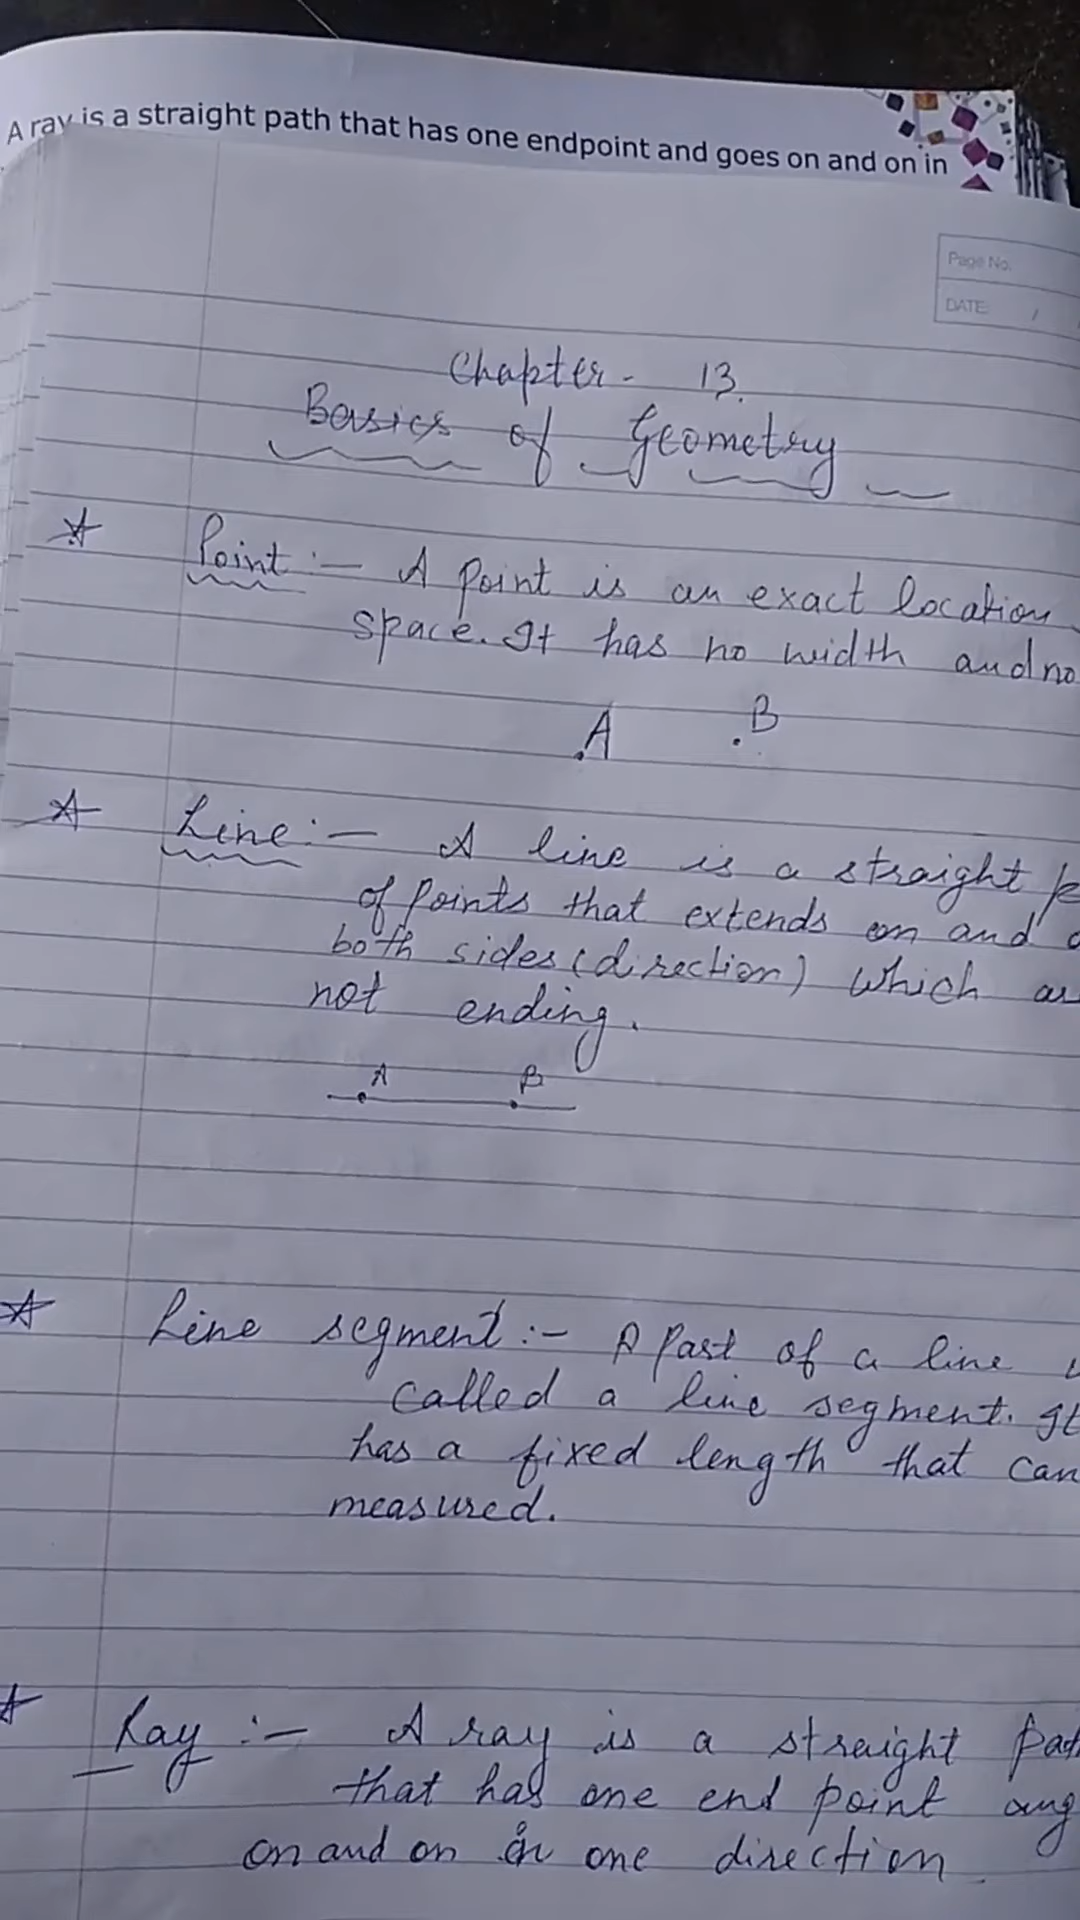 A ray is a straight path that has one endpoint and goes on and on in
Page No.
DATE: / /
Chapter - 13.
Basics of Geometry
Point :- A Point is an exact location
space. It has no width and no
A B
Line :- A line is a straight
of Points that extends on and
both sides (direction) which
not ending.
A B
Line segment :- A Part of a line
called a line segment. It
has a fixed length that can
measured.
Ray :- A ray is a straight
that has one end point
on and on in one direction